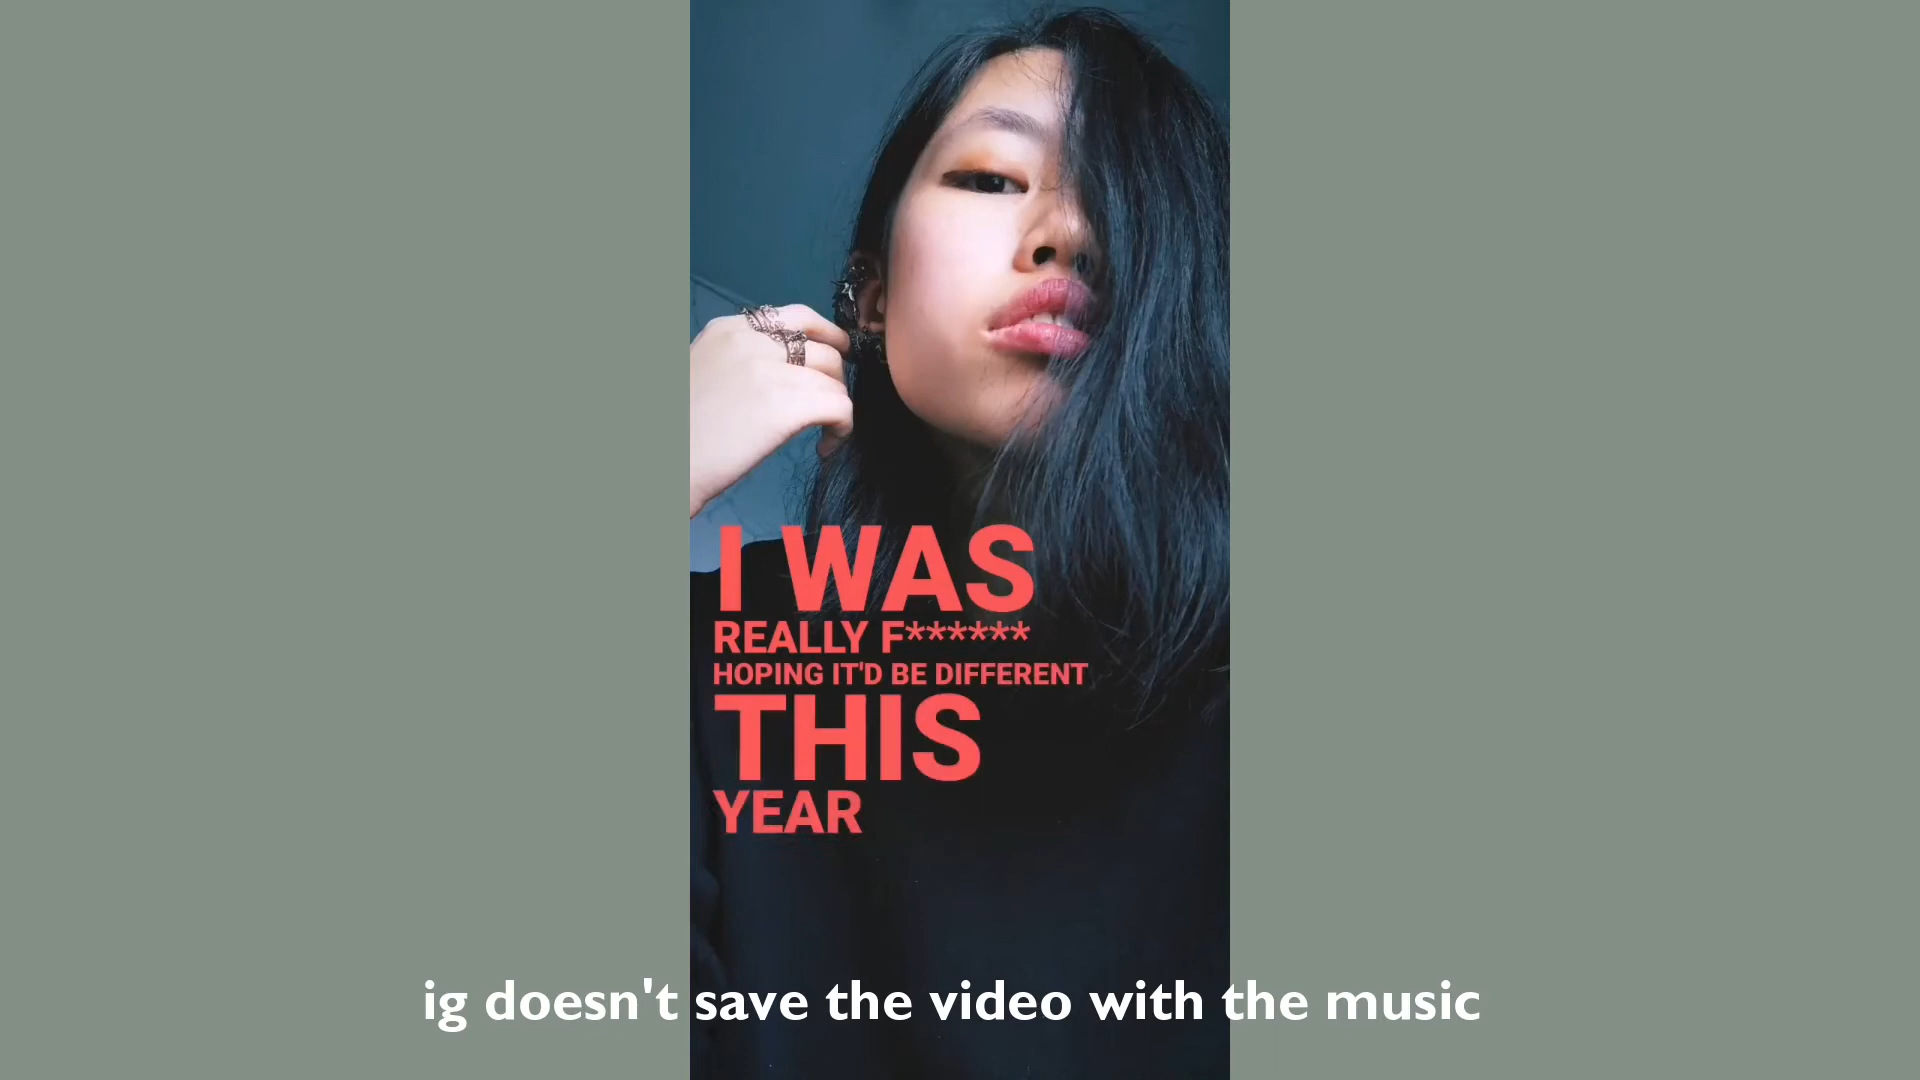 I WAS
REALLY F******
HOPING IT'D BE DIFFERENT
THIS
YEAR
ig doesn't save the video with the music